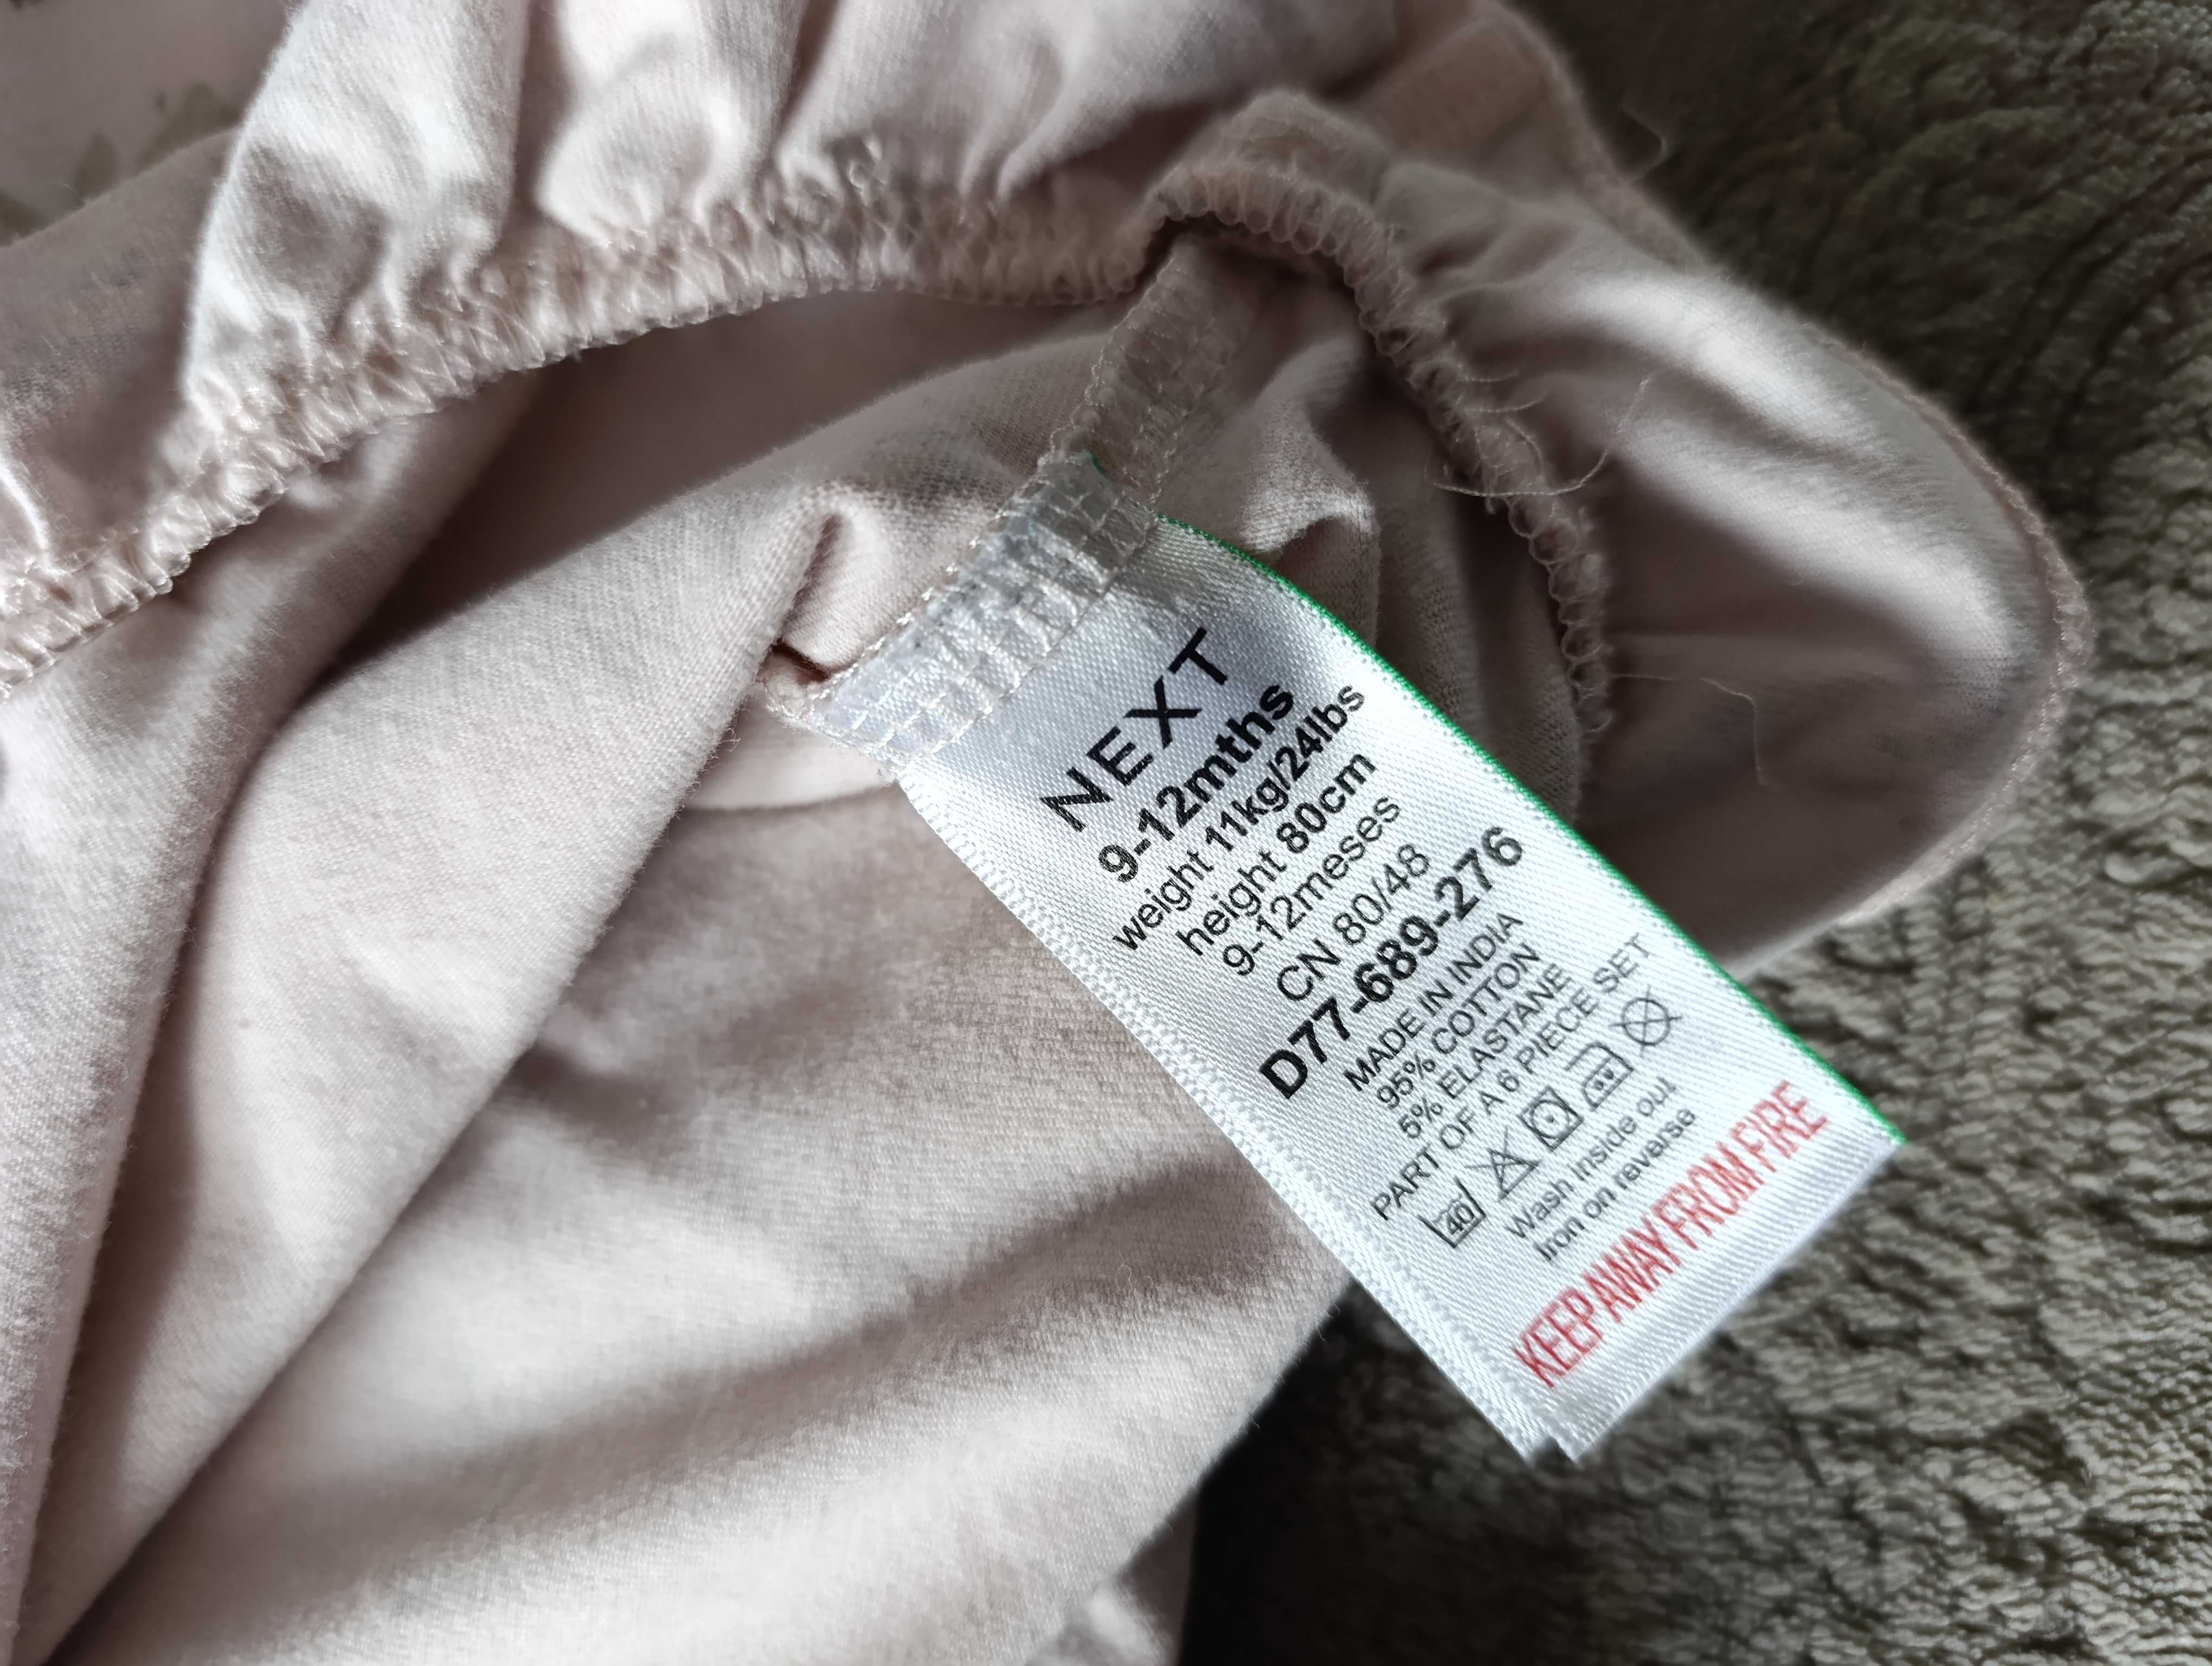 NEXT
9-12mths
weight 11kg/24lbs
height 80cm
9-12meses
CN 80/48
D77-689-276
MADE IN INDIA
95% COTTON
5% ELASTANE
PART OF A 6 PIECE SET
40
Wash inside out
Iron on reverse
KEEP AWAY FROM FIRE